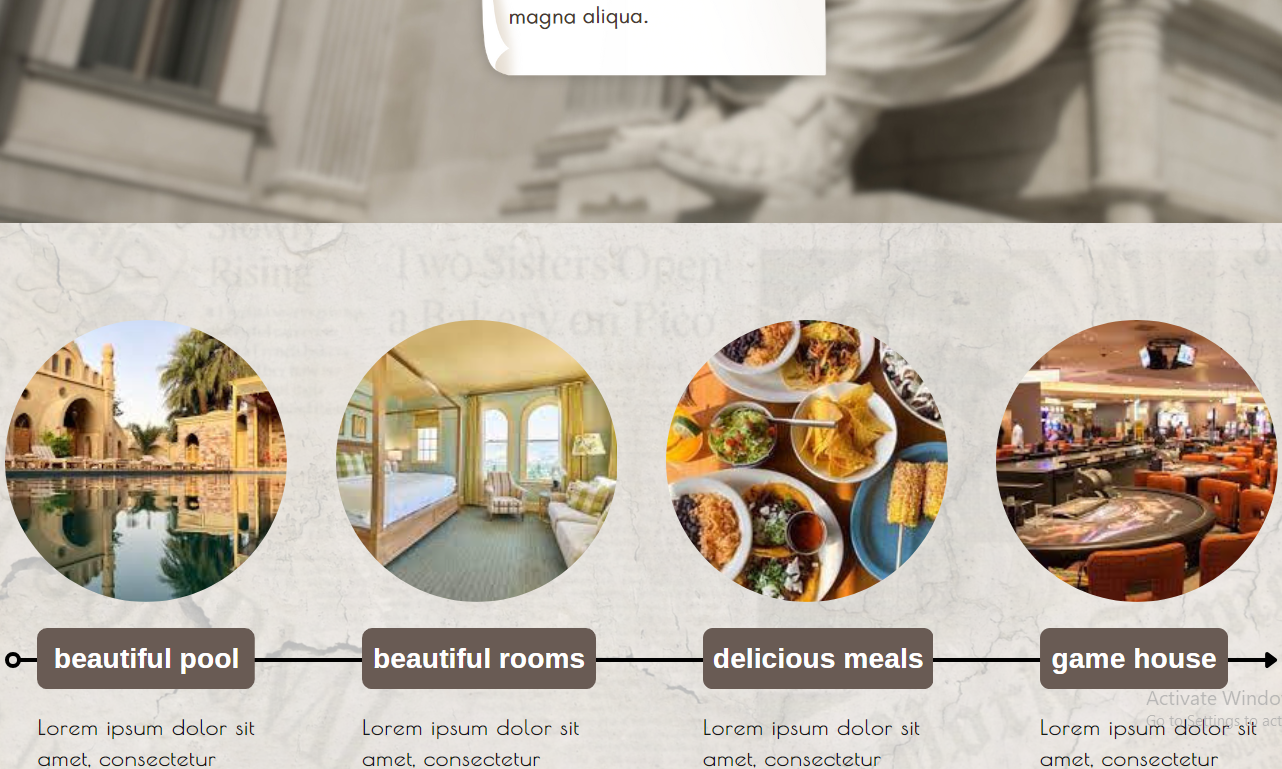 magna aliqua.
Rising
Two Sisters Open
a Bakery on Pico
beautiful pool
beautiful rooms
delicious meals
game house
Activate Windo
Go to Settings to act
Lorem ipsum dolor sit
amet, consectetur
Lorem ipsum dolor sit
amet, consectetur
Lorem ipsum dolor sit
amet, consectetur
Lorem ipsum dolor sit
amet, consectetur